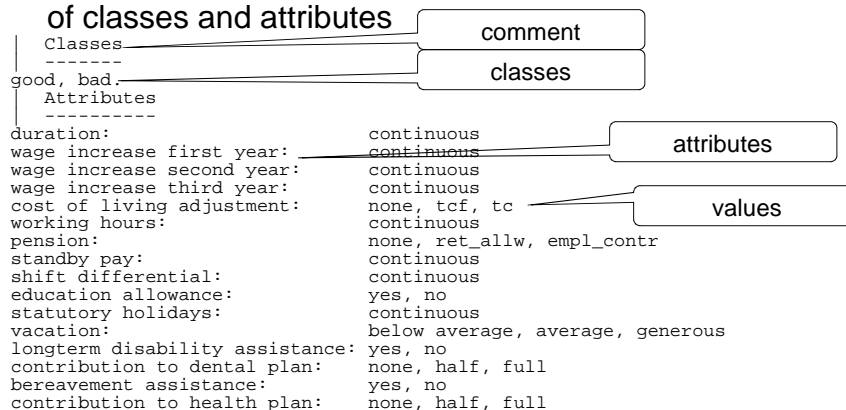 of classes and attributes
comment
| Classes
| -------
classes
good, bad.
| Attributes
| ----------
duration: continuous
attributes
wage increase first year: continuous
wage increase second year: continuous
wage increase third year: continuous
cost of living adjustment: none, tcf, tc
values
working hours: continuous
pension: none, ret_allw, empl_contr
standby pay: continuous
shift differential: continuous
education allowance: yes, no
statutory holidays: continuous
vacation: below average, average, generous
longterm disability assistance: yes, no
contribution to dental plan: none, half, full
bereavement assistance: yes, no
contribution to health plan: none, half, full